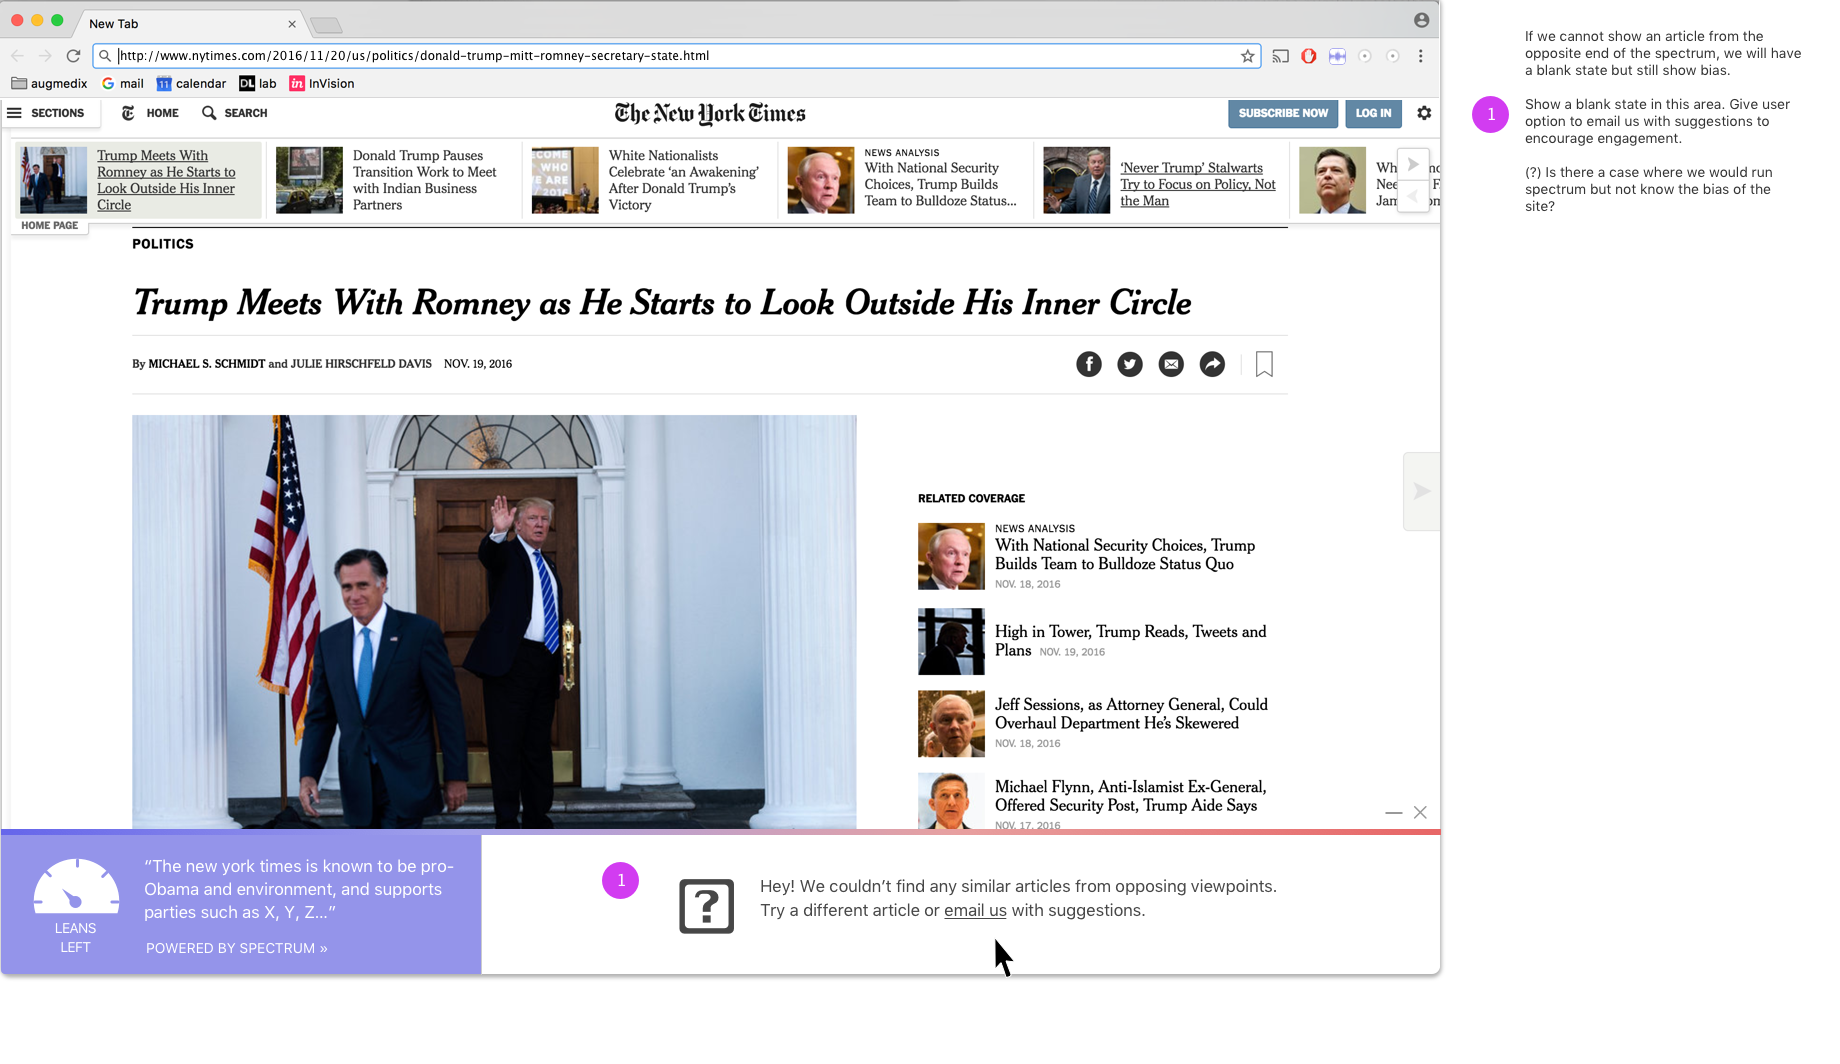 New Tab
http://www.nytimes.com/2016/11/20/us/politics/donald-trump-mitt-romney-secretary-state.html
augmedix
G mail
11 calendar
DL lab
in InVision
SECTIONS
HOME
SEARCH
The New York Times
SUBSCRIBE NOW
LOG IN
Trump Meets With
Romney as He Starts to
Look Outside His Inner
Circle
Donald Trump Pauses
Transition Work to Meet
with Indian Business
Partners
White Nationalists
Celebrate ‘an Awakening’
After Donald Trump’s
Victory
NEWS ANALYSIS
With National Security
Choices, Trump Builds
Team to Bulldoze Status...
‘Never Trump’ Stalwarts
Try to Focus on Policy, Not
the Man
HOME PAGE
POLITICS
Trump Meets With Romney as He Starts to Look Outside His Inner Circle
By MICHAEL S. SCHMIDT and JULIE HIRSCHFELD DAVIS NOV. 19, 2016
RELATED COVERAGE
NEWS ANALYSIS
With National Security Choices, Trump
Builds Team to Bulldoze Status Quo
NOV. 18, 2016
High in Tower, Trump Reads, Tweets and
Plans NOV. 19, 2016
Jeff Sessions, as Attorney General, Could
Overhaul Department He’s Skewered
NOV. 18, 2016
Michael Flynn, Anti-Islamist Ex-General,
Offered Security Post, Trump Aide Says
NOV. 17, 2016
LEANS
LEFT
“The new york times is known to be pro-
Obama and environment, and supports
parties such as X, Y, Z...”
POWERED BY SPECTRUM »
1
?
Hey! We couldn’t find any similar articles from opposing viewpoints.
Try a different article or email us with suggestions.
If we cannot show an article from the
opposite end of the spectrum, we will have
a blank state but still show bias.
1
Show a blank state in this area. Give user
option to email us with suggestions to
encourage engagement.
(?) Is there a case where we would run
spectrum but not know the bias of the
site?